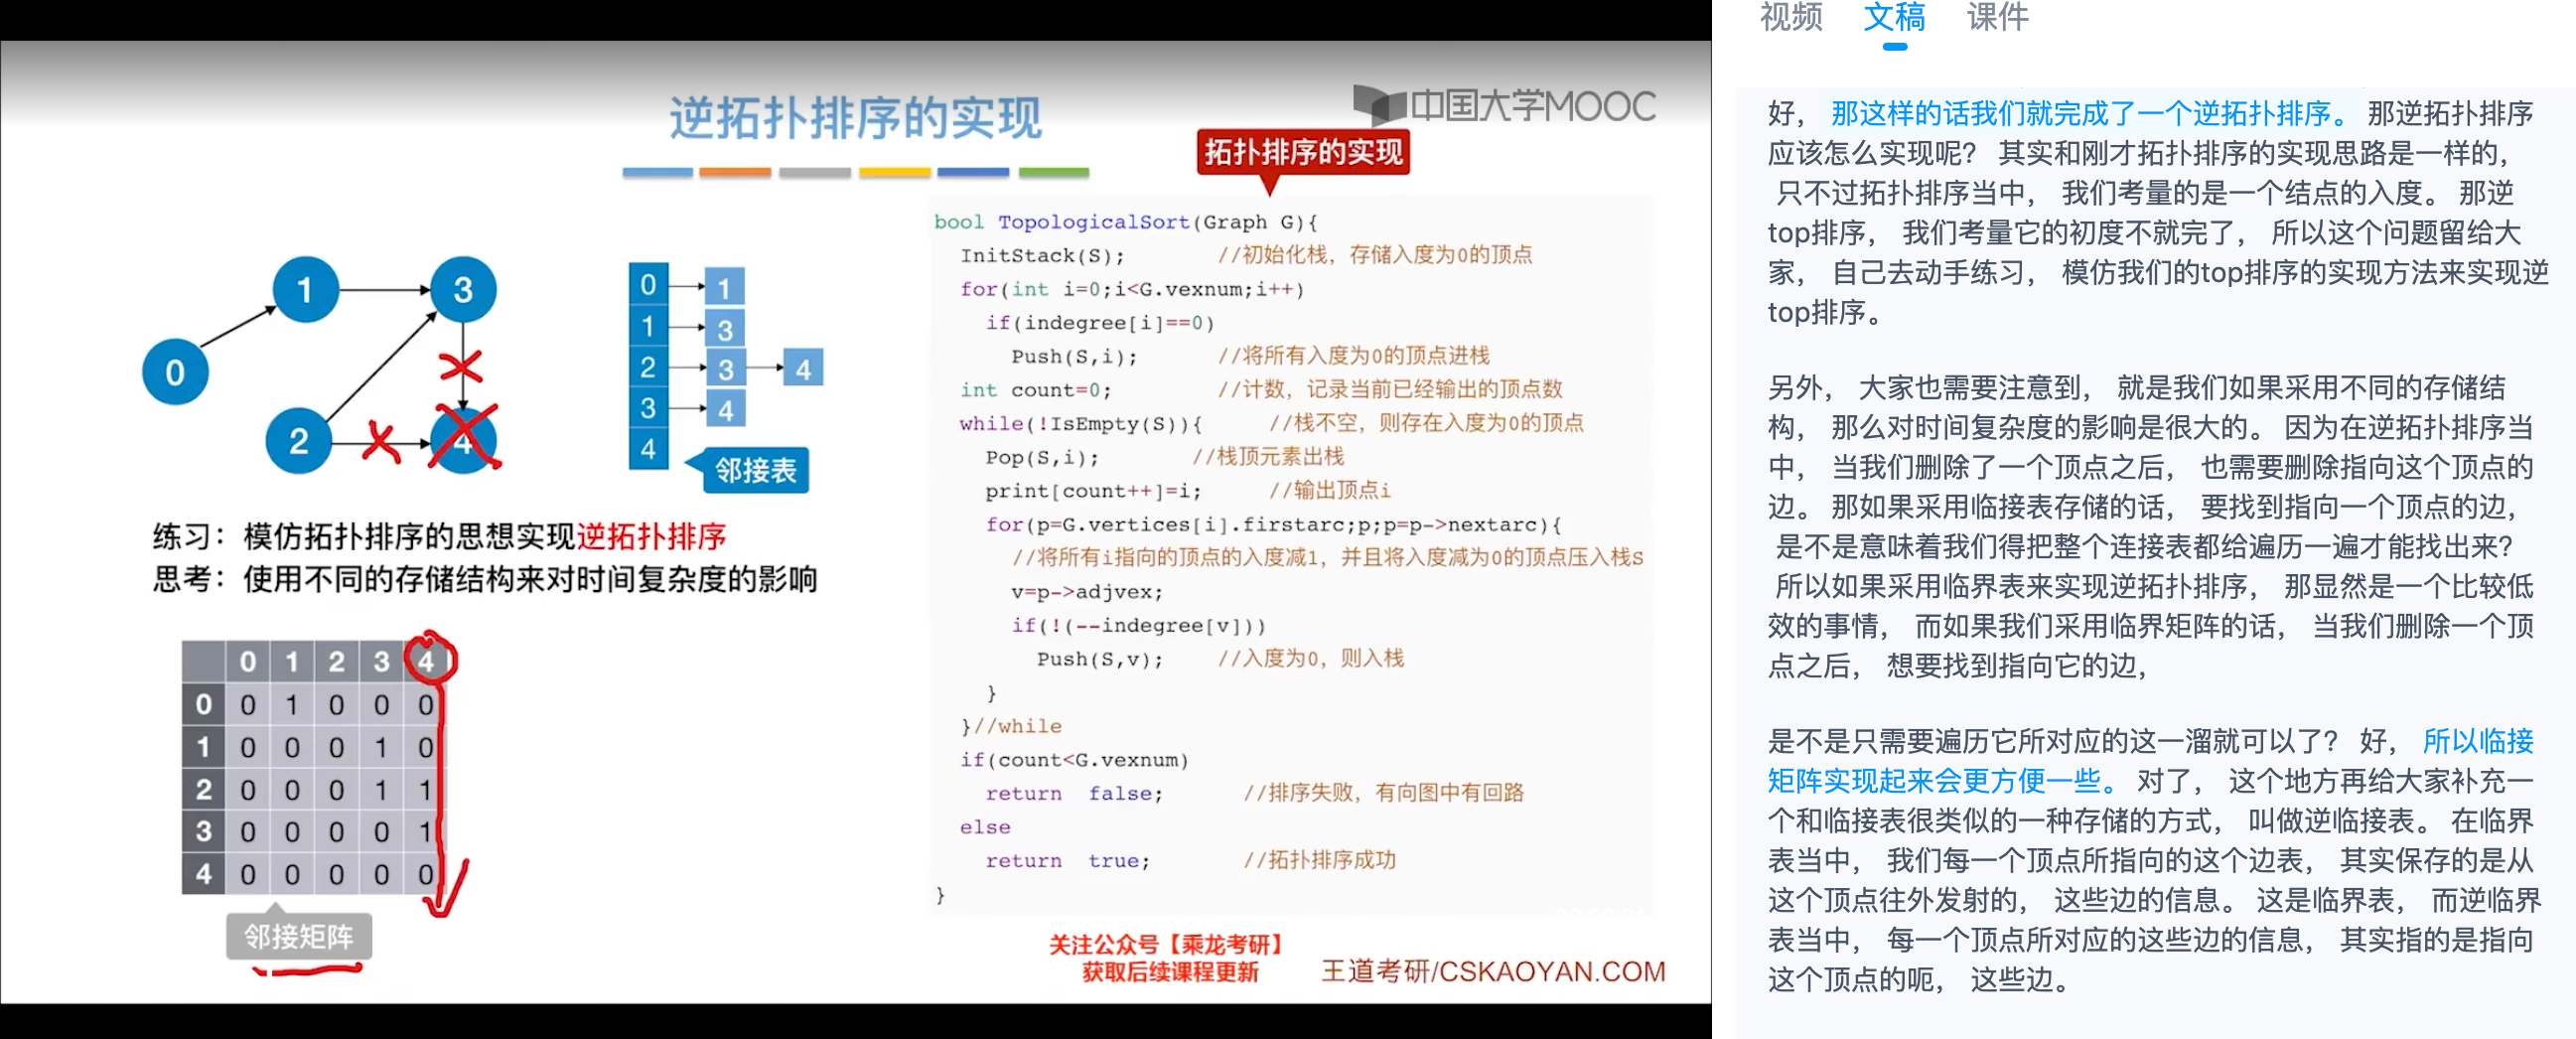 中国大学MOOC
逆拓扑排序的实现
拓扑排序的实现
0
1
2
3
4
0 1
1 3
2 3 4
3 4
4
邻接表
练习：模仿拓扑排序的思想实现逆拓扑排序
思考：使用不同的存储结构来对时间复杂度的影响
0 1 2 3 4
0 0 1 0 0 0
1 0 0 0 1 0
2 0 0 0 1 1
3 0 0 0 0 1
4 0 0 0 0 0
邻接矩阵
bool TopologicalSort(Graph G){
InitStack(S); //初始化栈，存储入度为0的顶点
for(int i=0;i<G.vexnum;i++)
if(indegree[i]==0)
Push(S,i); //将所有入度为0的顶点进栈
int count=0; //计数，记录当前已经输出的顶点数
while(!IsEmpty(S)){ //栈不空，则存在入度为0的顶点
Pop(S,i); //栈顶元素出栈
print[count++]=i; //输出顶点i
for(p=G.vertices[i].firstarc;p;p=p->nextarc){
//将所有i指向的顶点的入度减1，并且将入度减为0的顶点压入栈S
v=p->adjvex;
if(!(--indegree[v]))
Push(S,v); //入度为0，则入栈
}
}//while
if(count<G.vexnum)
return false; //排序失败，有向图中有回路
else
return true; //拓扑排序成功
}
关注公众号【乘龙考研】
获取后续课程更新
王道考研/CSKAOYAN.COM
视频 文稿 课件
好， 那这样的话我们就完成了一个逆拓扑排序。 那逆拓扑排序
应该怎么实现呢？ 其实和刚才拓扑排序的实现思路是一样的，
只不过拓扑排序当中， 我们考量的是一个结点的入度。 那逆
top排序， 我们考量它的初度不就完了， 所以这个问题留给大
家， 自己去动手练习， 模仿我们的top排序的实现方法来实现逆
top排序。
另外， 大家也需要注意到， 就是我们如果采用不同的存储结
构， 那么对时间复杂度的影响是很大的。 因为在逆拓扑排序当
中， 当我们删除了一个顶点之后， 也需要删除指向这个顶点的
边。 那如果采用临接表存储的话， 要找到指向一个顶点的边，
是不是意味着我们得把整个连接表都给遍历一遍才能找出来？
所以如果采用临界表来实现逆拓扑排序， 那显然是一个比较低
效的事情， 而如果我们采用临界矩阵的话， 当我们删除一个顶
点之后， 想要找到指向它的边，
是不是只需要遍历它所对应的这一溜就可以了？ 好， 所以临接
矩阵实现起来会更方便一些。 对了， 这个地方再给大家补充一
个和临接表很类似的一种存储的方式， 叫做逆临接表。 在临界
表当中， 我们每一个顶点所指向的这个边表， 其实保存的是从
这个顶点往外发射的， 这些边的信息。 这是临界表， 而逆临界
表当中， 每一个顶点所对应的这些边的信息， 其实指的是指向
这个顶点的呃， 这些边。